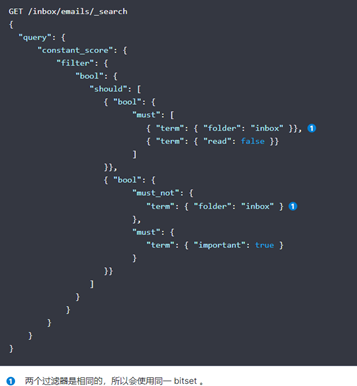 GET /inbox/emails/_search
{
  "query": {
    "constant_score": {
      "filter": {
        "bool": {
          "should": [
            { "bool": {
                "must": [
                  { "term": { "folder": "inbox" }}, 1
                  { "term": { "read": false }}
                ]
            }},
            { "bool": {
                "must_not": {
                  "term": { "folder": "inbox" } 1
                },
                "must": {
                  "term": { "important": true }
                }
            }}
          ]
        }
      }
    }
  }
}
1 两个过滤器是相同的，所以会使用同一 bitset 。